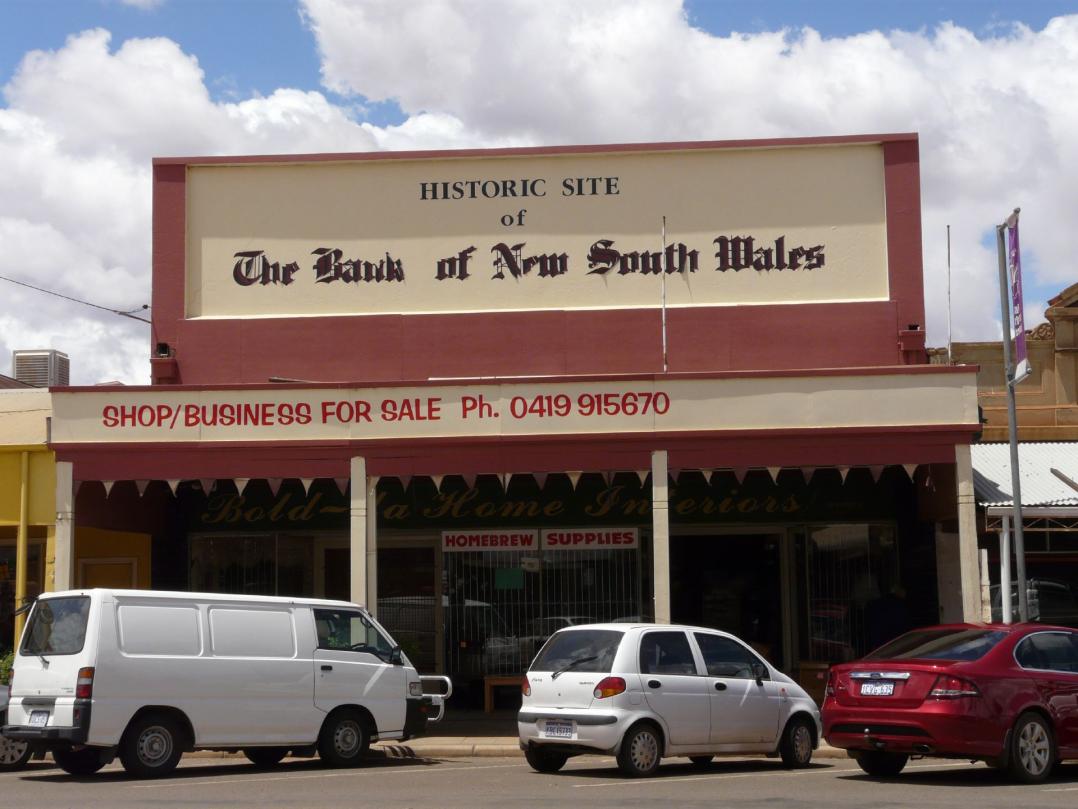 HISTORIC SITE
of
The Bank of New South Wales
SHOP/BUSINESS FOR SALE Ph. 0419 915670
Home Interiors
HOMEBREW SUPPLIES